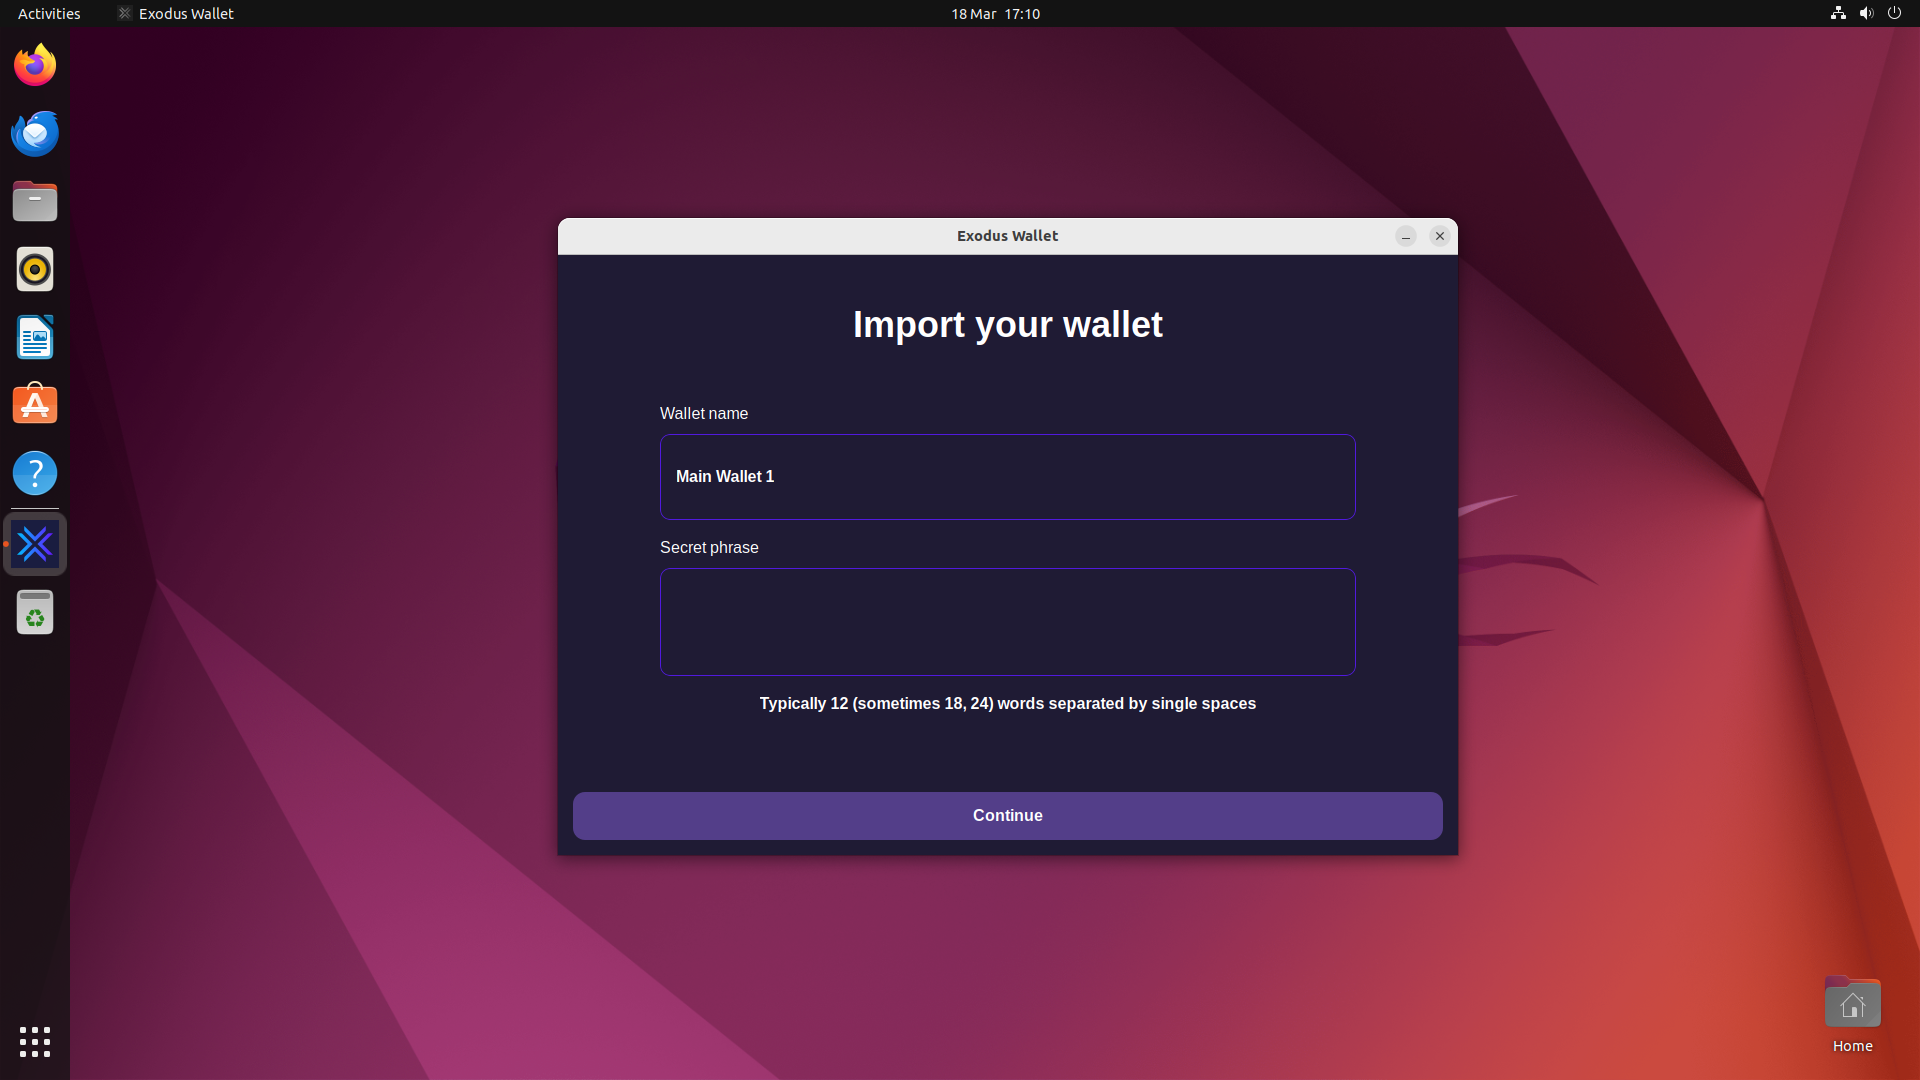 Activities
Exodus Wallet
18 Mar 17:10
Exodus Wallet
Import your wallet
Wallet name
Main Wallet 1
Secret phrase
Typically 12 (sometimes 18, 24) words separated by single spaces
Continue
Home